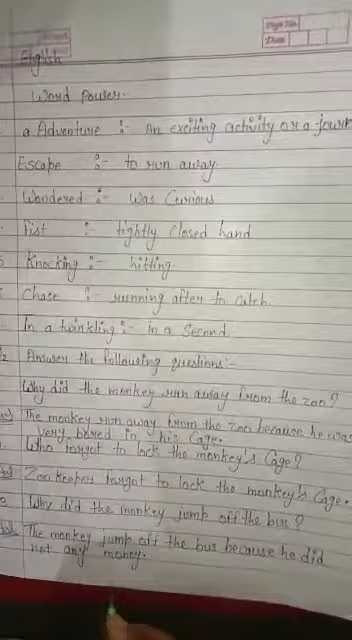 Page No.
Date
English
Word Power.
a Adventure :- An exciting activity or a journ
Escape :- to run away
Wondered :- was Curious
fist :- tightly closed hand
Knocking :- hitting
Chase :- running after to catch
In a twinkling :- In a Second.
Answer the following questions:-
Why did the monkey run away from the zoo?
The monkey run away from the zoo because he was
very bored in his Cage.
Who forgot to lock the monkey's Cage?
Zoo keeper forgot to lock the monkey's Cage.
Why did the monkey jump off the bus?
The monkey jump off the bus because he did
not any money.